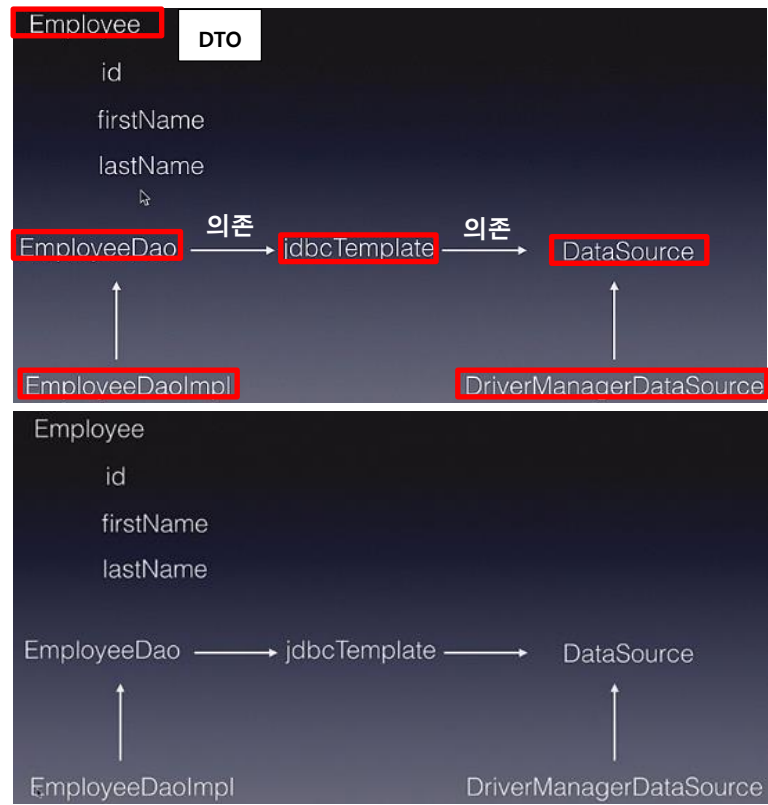 Employee
DTO
id
firstName
lastName
의존 의존
EmployeeDao jdbcTemplate DataSource
EmployeeDaoImpl DriverManagerDataSource
Employee
id
firstName
lastName
EmployeeDao jdbcTemplate DataSource
EmployeeDaoImpl DriverManagerDataSource